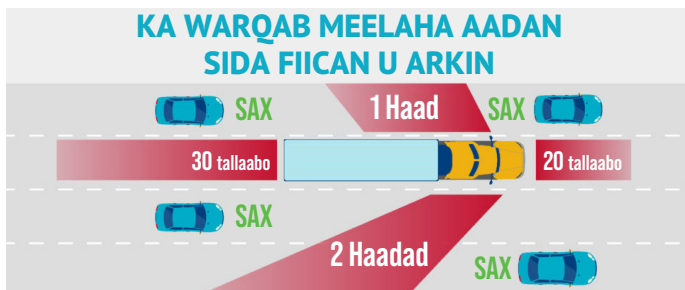 KA WARQAB MEELAHA AADAN
SIDA FIICAN U ARKIN
SAX
1 Haad
SAX
30 tallaabo
20 tallaabo
SAX
2 Haadad
SAX